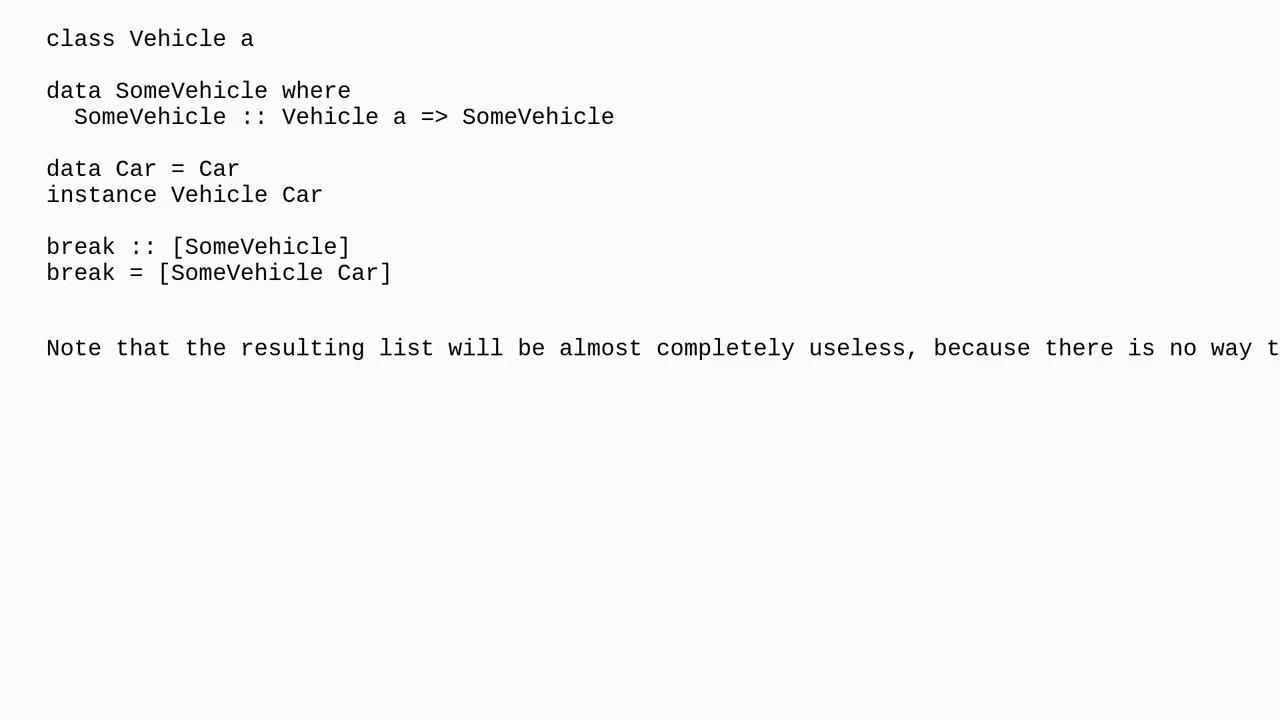 class Vehicle a
data SomeVehicle where
  SomeVehicle :: Vehicle a => SomeVehicle
data Car = Car
instance Vehicle Car
break :: [SomeVehicle]
break = [SomeVehicle Car]
Note that the resulting list will be almost completely useless, because there is no way t